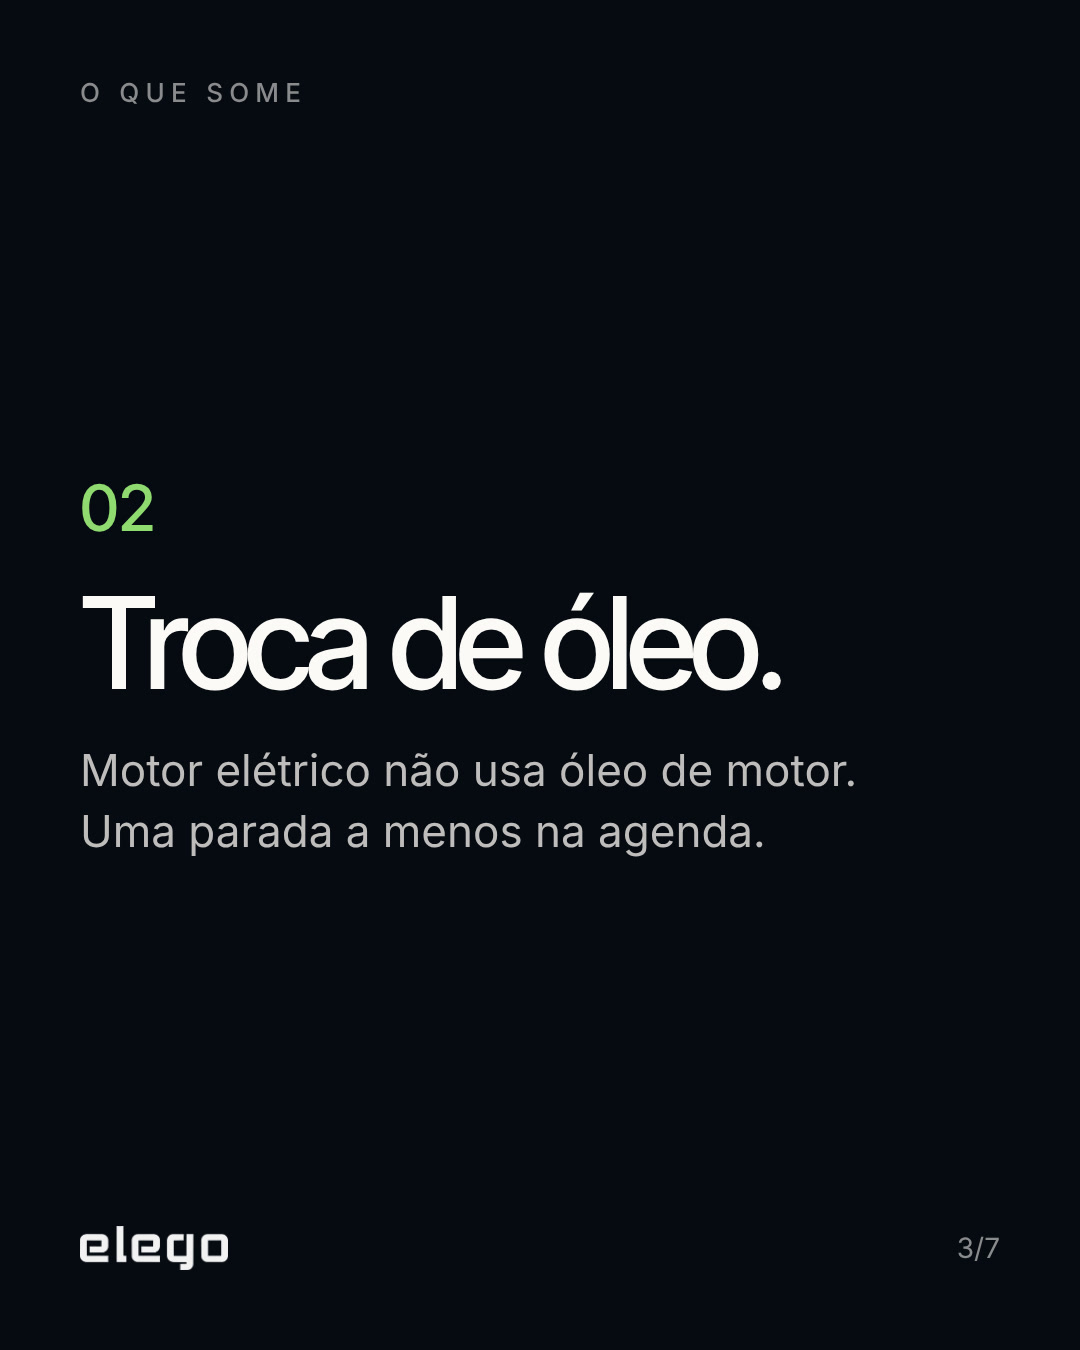 O QUE SOME
02
Troca de óleo.
Motor elétrico não usa óleo de motor.
Uma parada a menos na agenda.
elego
3/7